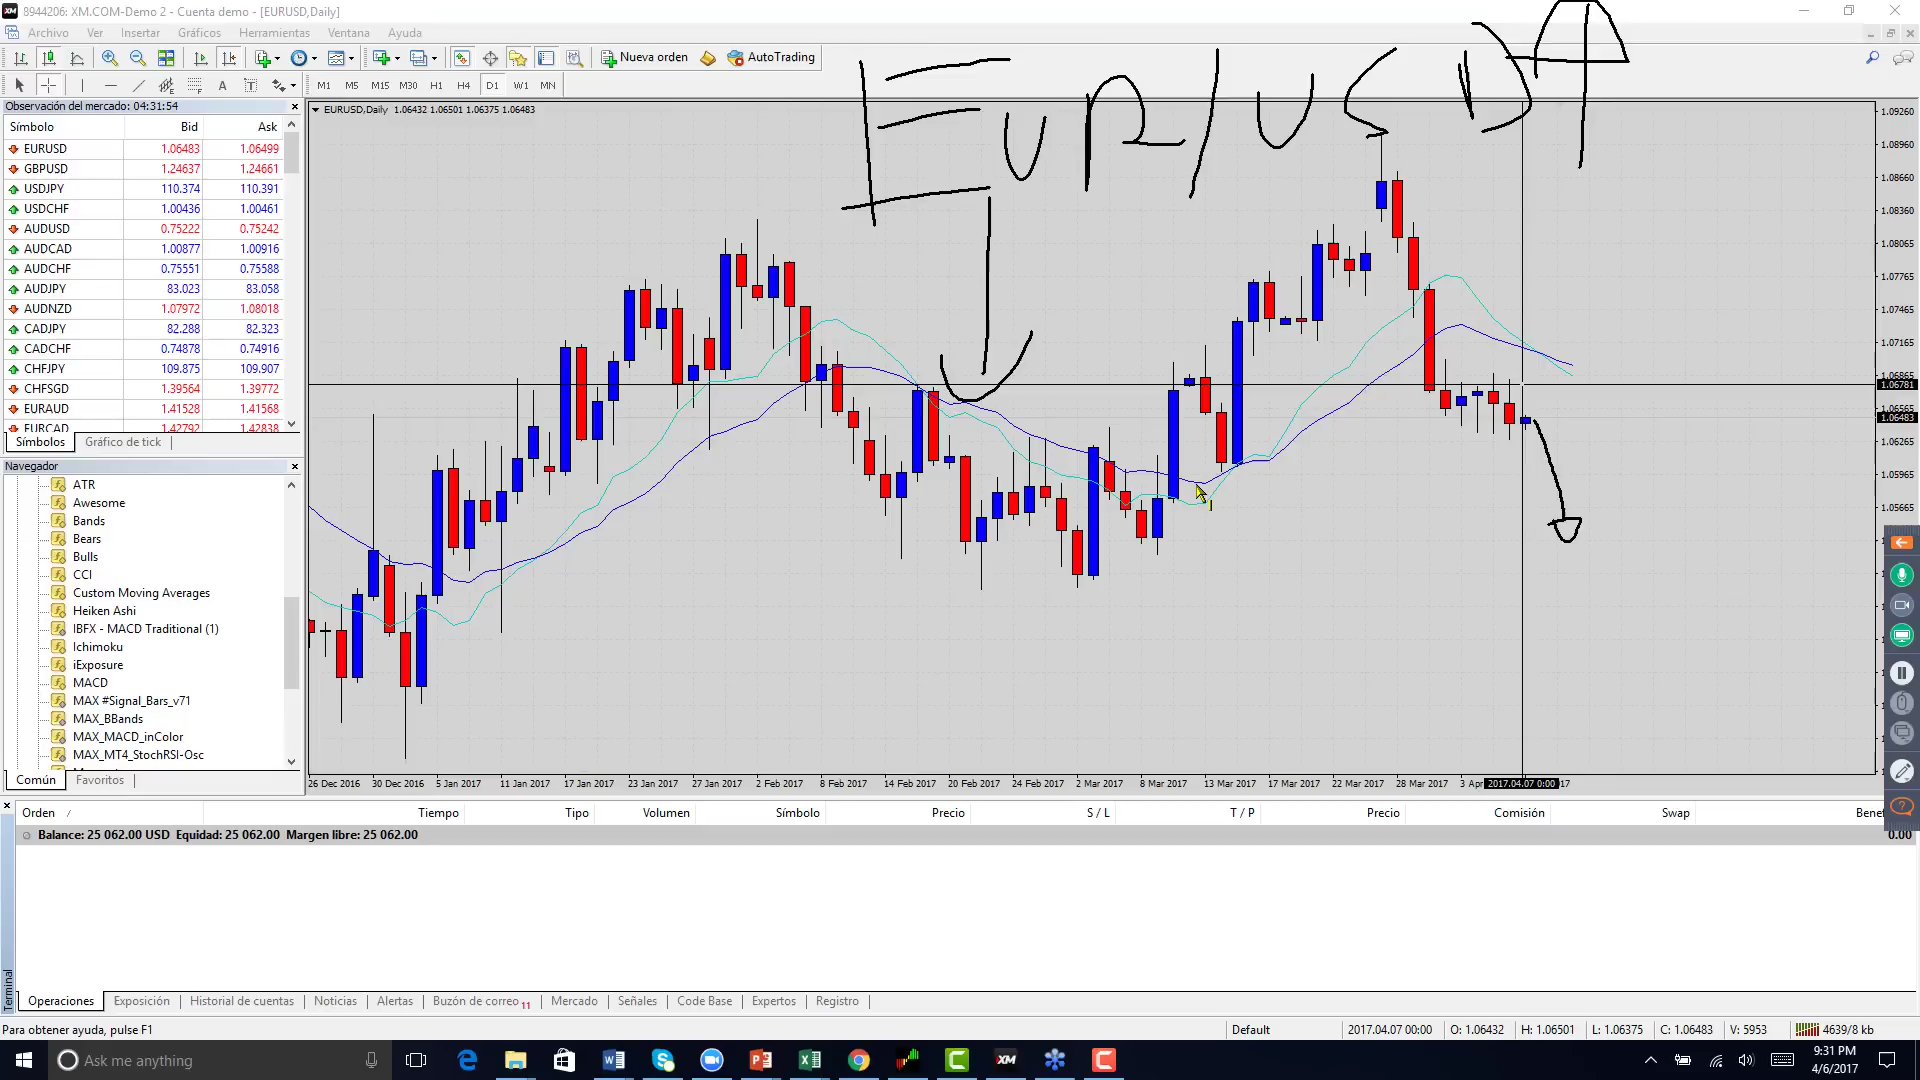 8944206: XM.COM-Demo 2 - Cuenta demo - [EURUSD,Daily]
Archivo Ver Insertar Gráficos Herramientas Ventana Ayuda
Nueva orden AutoTrading
M1 M5 M15 M30 H1 H4 D1 W1 MN
EUR/USD
Observación del mercado: 04:31:54
Símbolo Bid Ask
EURUSD 1.06483 1.06499
GBPUSD 1.24637 1.24661
USDJPY 110.374 110.391
USDCHF 1.00436 1.00461
AUDUSD 0.75222 0.75242
AUDCAD 1.00877 1.00916
AUDCHF 0.75551 0.75588
AUDJPY 83.023 83.058
AUDNZD 1.07972 1.08018
CADJPY 82.288 82.323
CADCHF 0.74878 0.74916
CHFJPY 109.875 109.907
CHFSGD 1.39564 1.39772
EURAUD 1.41528 1.41568
EURCAD 1.42792 1.42838
Símbolos Gráfico de tick
Navegador
ATR
Awesome
Bands
Bears
Bulls
CCI
Custom Moving Averages
Heiken Ashi
IBFX - MACD Traditional (1)
Ichimoku
iExposure
MACD
MAX #Signal_Bars_v71
MAX_BBands
MAX_MACD_inColor
MAX_MT4_StochRSI-Osc
Común Favoritos
EURUSD,Daily 1.06432 1.06501 1.06375 1.06483
1.09260
1.08960
1.08660
1.08360
1.08065
1.07765
1.07465
1.07165
1.06865
1.06781
1.06565
1.06483
1.06265
1.05965
1.05665
26 Dec 2016 30 Dec 2016 5 Jan 2017 11 Jan 2017 17 Jan 2017 23 Jan 2017 27 Jan 2017 2 Feb 2017 8 Feb 2017 14 Feb 2017 20 Feb 2017 24 Feb 2017 2 Mar 2017 8 Mar 2017 13 Mar 2017 17 Mar 2017 22 Mar 2017 28 Mar 2017 3 Apr 2017.04.07 0:00 17
Orden / Tiempo Tipo Volumen Símbolo Precio S / L T / P Precio Comisión Swap Benef
Balance: 25 062.00 USD Equidad: 25 062.00 Margen libre: 25 062.00 0.00
Terminal
Operaciones Exposición Historial de cuentas Noticias Alertas Buzón de correo 11 Mercado Señales Code Base Expertos Registro
Para obtener ayuda, pulse F1 Default 2017.04.07 00:00 O: 1.06432 H: 1.06501 L: 1.06375 C: 1.06483 V: 5953 4639/8 kb
Ask me anything
9:31 PM
4/6/2017